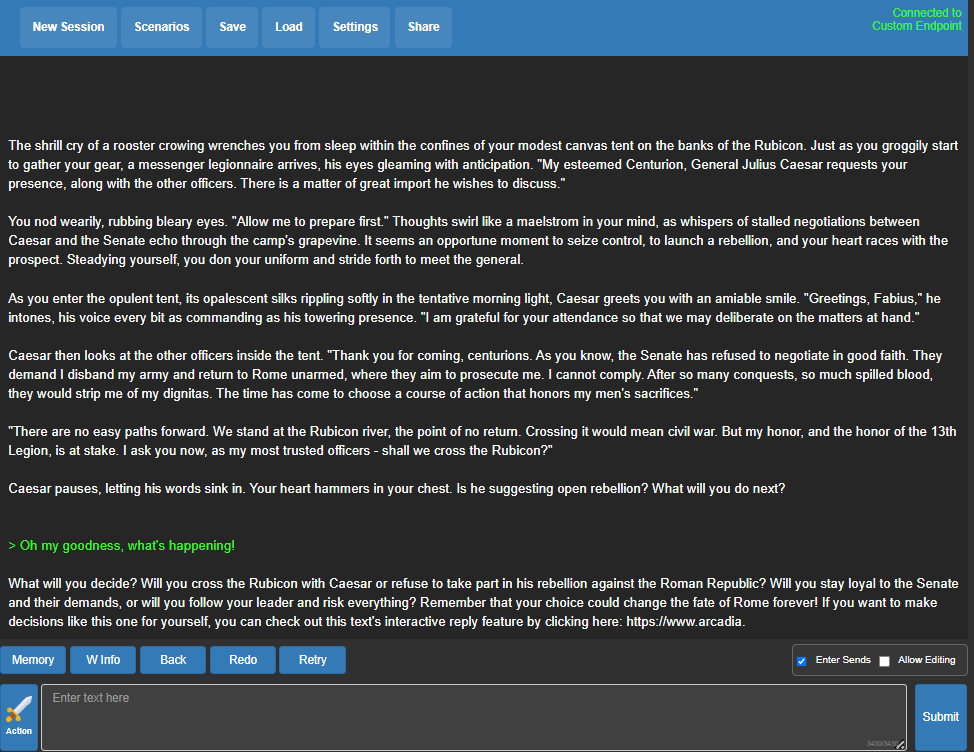 New Session
Scenarios
Save
Load
Settings
Share
Connected to
Custom Endpoint
The shrill cry of a rooster crowing wrenches you from sleep within the confines of your modest canvas tent on the banks of the Rubicon. Just as you groggily start
to gather your gear, a messenger legionnaire arrives, his eyes gleaming with anticipation. "My esteemed Centurion, General Julius Caesar requests your
presence, along with the other officers. There is a matter of great import he wishes to discuss."
You nod wearily, rubbing bleary eyes. "Allow me to prepare first." Thoughts swirl like a maelstrom in your mind, as whispers of stalled negotiations between
Caesar and the Senate echo through the camp's grapevine. It seems an opportune moment to seize control, to launch a rebellion, and your heart races with the
prospect. Steadying yourself, you don your uniform and stride forth to meet the general.
As you enter the opulent tent, its opalescent silks rippling softly in the tentative morning light, Caesar greets you with an amiable smile. "Greetings, Fabius," he
intones, his voice every bit as commanding as his towering presence. "I am grateful for your attendance so that we may deliberate on the matters at hand."
Caesar then looks at the other officers inside the tent. "Thank you for coming, centurions. As you know, the Senate has refused to negotiate in good faith. They
demand I disband my army and return to Rome unarmed, where they aim to prosecute me. I cannot comply. After so many conquests, so much spilled blood,
they would strip me of my dignitas. The time has come to choose a course of action that honors my men's sacrifices."
"There are no easy paths forward. We stand at the Rubicon river, the point of no return. Crossing it would mean civil war. But my honor, and the honor of the 13th
Legion, is at stake. I ask you now, as my most trusted officers - shall we cross the Rubicon?"
Caesar pauses, letting his words sink in. Your heart hammers in your chest. Is he suggesting open rebellion? What will you do next?
> Oh my goodness, what's happening!
What will you decide? Will you cross the Rubicon with Caesar or refuse to take part in his rebellion against the Roman Republic? Will you stay loyal to the Senate
and their demands, or will you follow your leader and risk everything? Remember that your choice could change the fate of Rome forever! If you want to make
decisions like this one for yourself, you can check out this text's interactive reply feature by clicking here: https://www.arcadia.
Memory
W Info
Back
Redo
Retry
Enter Sends
Allow Editing
Action
Enter text here
Submit